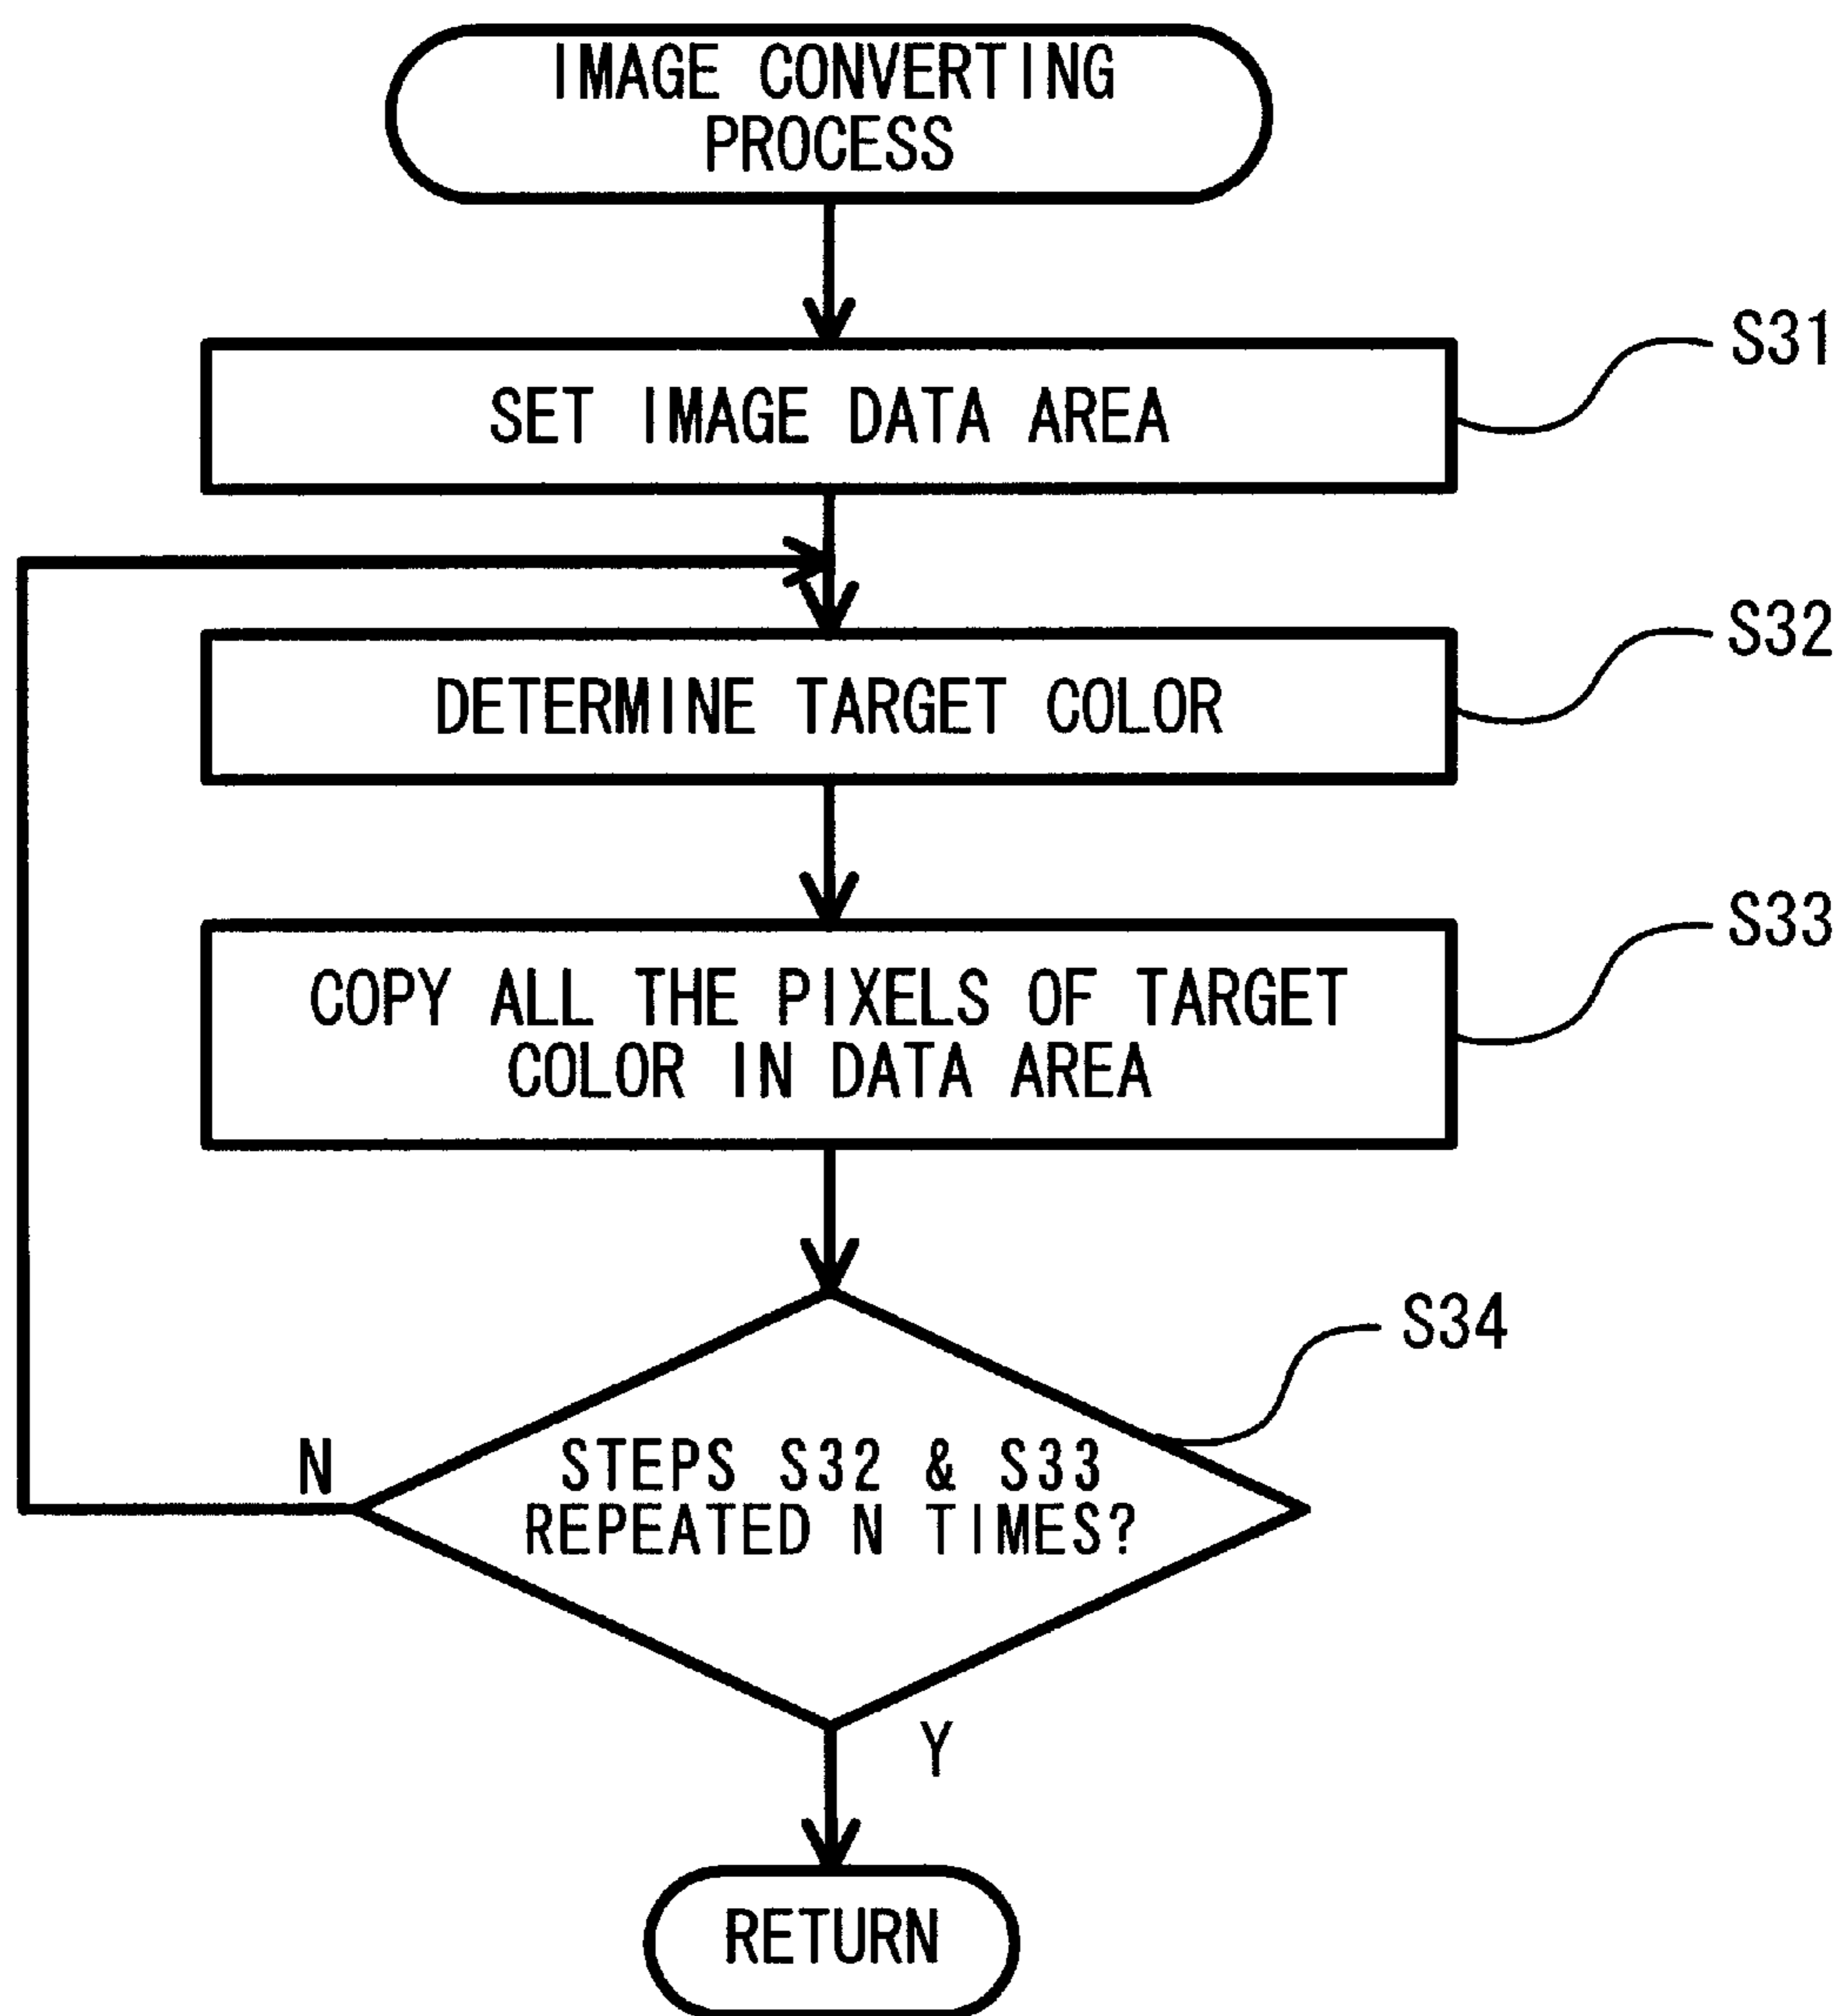 IMAGE CONVERTING
PROCESS
S31
SET IMAGE DATA AREA
S32
DETERMINE TARGET COLOR
S33
COPY ALL THE PIXELS OF TARGET
COLOR IN DATA AREA
S34
N
STEPS S32 & S33
REPEATED N TIMES?
Y
RETURN